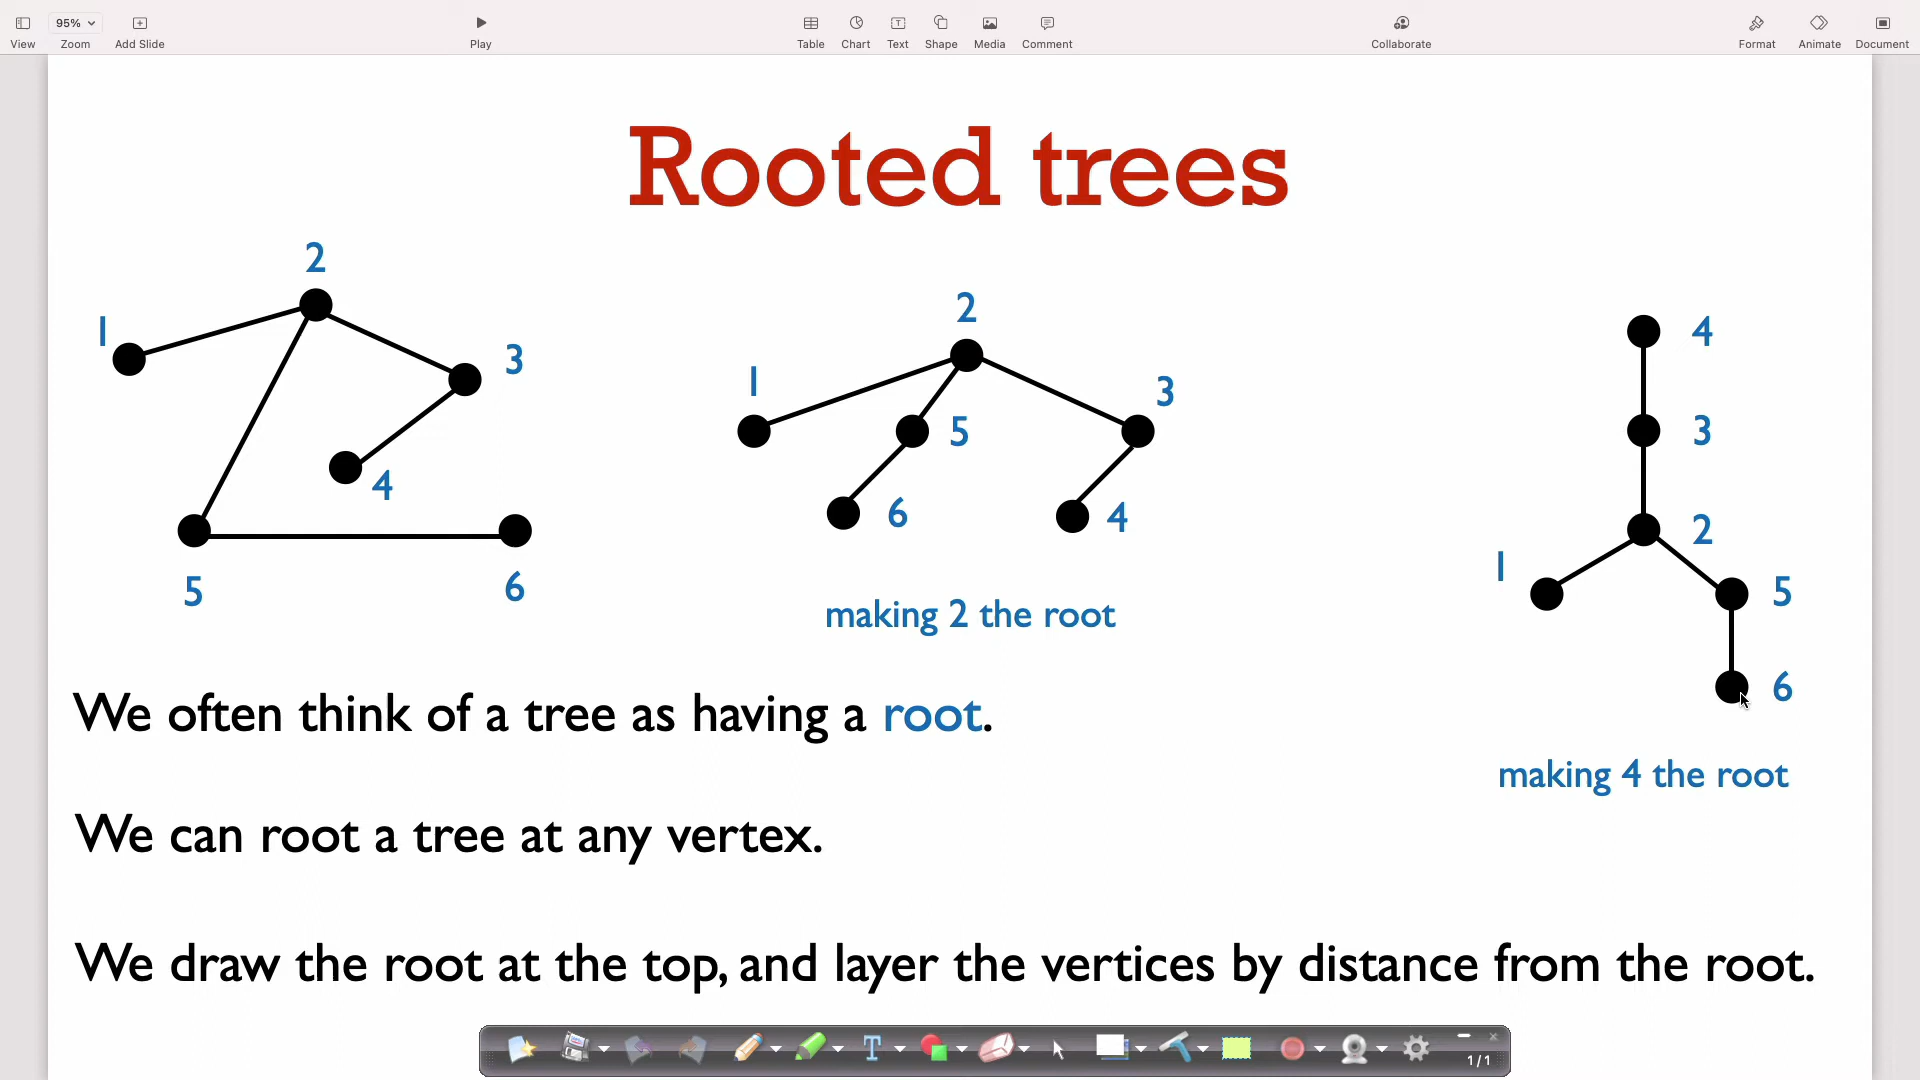 95%
View
Zoom
Add Slide
Play
Table
Chart
Text
Shape
Media
Comment
Collaborate
Format
Animate
Document
Rooted trees
2
1
3
4
5
6
2
1
3
5
6
4
making 2 the root
4
3
2
1
5
6
making 4 the root
We often think of a tree as having a root.
We can root a tree at any vertex.
We draw the root at the top, and layer the vertices by distance from the root.
T
1/1